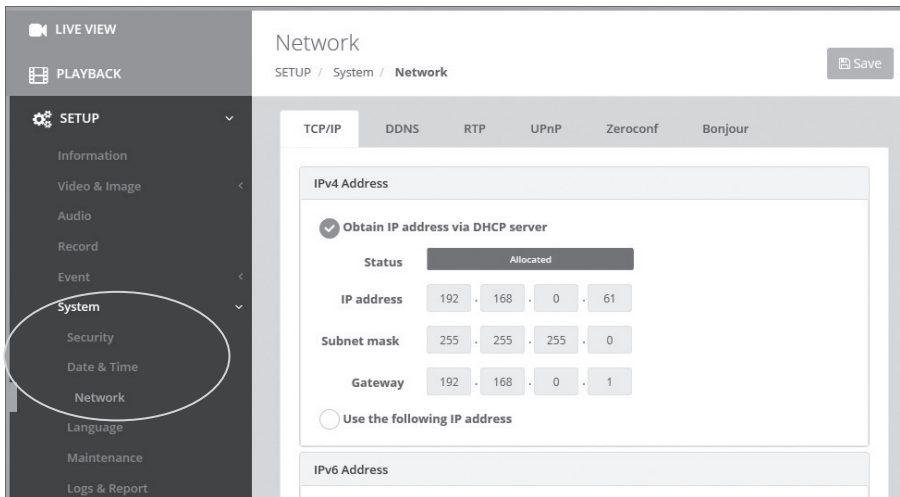 LIVE VIEW
PLAYBACK
SETUP
Information
Video & Image
Audio
Record
Event
System
Security
Date & Time
Network
Language
Maintenance
Logs & Report
Network
SETUP / System / Network
Save
TCP/IP DDNS RTP UPnP Zeroconf Bonjour
IPv4 Address
Obtain IP address via DHCP server
Status Allocated
IP address 192 . 168 . 0 . 61
Subnet mask 255 . 255 . 255 . 0
Gateway 192 . 168 . 0 . 1
Use the following IP address
IPv6 Address